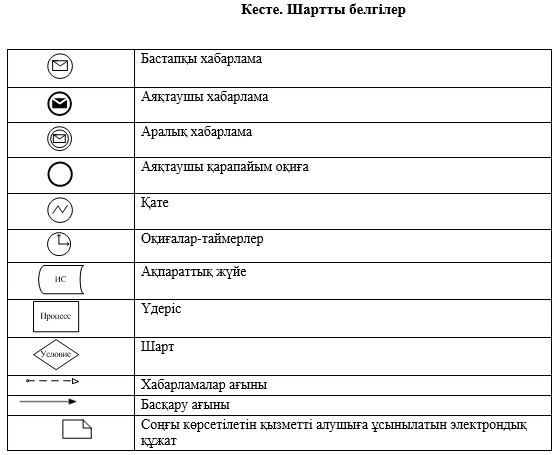 Кесте. Шартты белгілер
Бастапқы хабарлама
Аяқтаушы хабарлама
Аралық хабарлама
Аяқтаушы қарапайым оқиға
Қате
Оқиғалар-таймерлер
ИС
Ақпараттық жүйе
Процесс
Үдеріс
Условие
Шарт
Хабарламалар ағыны
Басқару ағыны
Соңғы көрсетілетін қызметті алушыға ұсынылатын электрондық
құжат